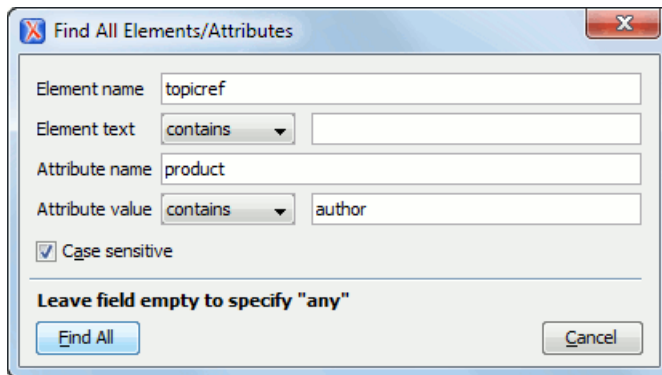 Find All Elements/Attributes
Element name topicref
Element text contains
Attribute name product
Attribute value contains author
Case sensitive
Leave field empty to specify "any"
Find All Cancel